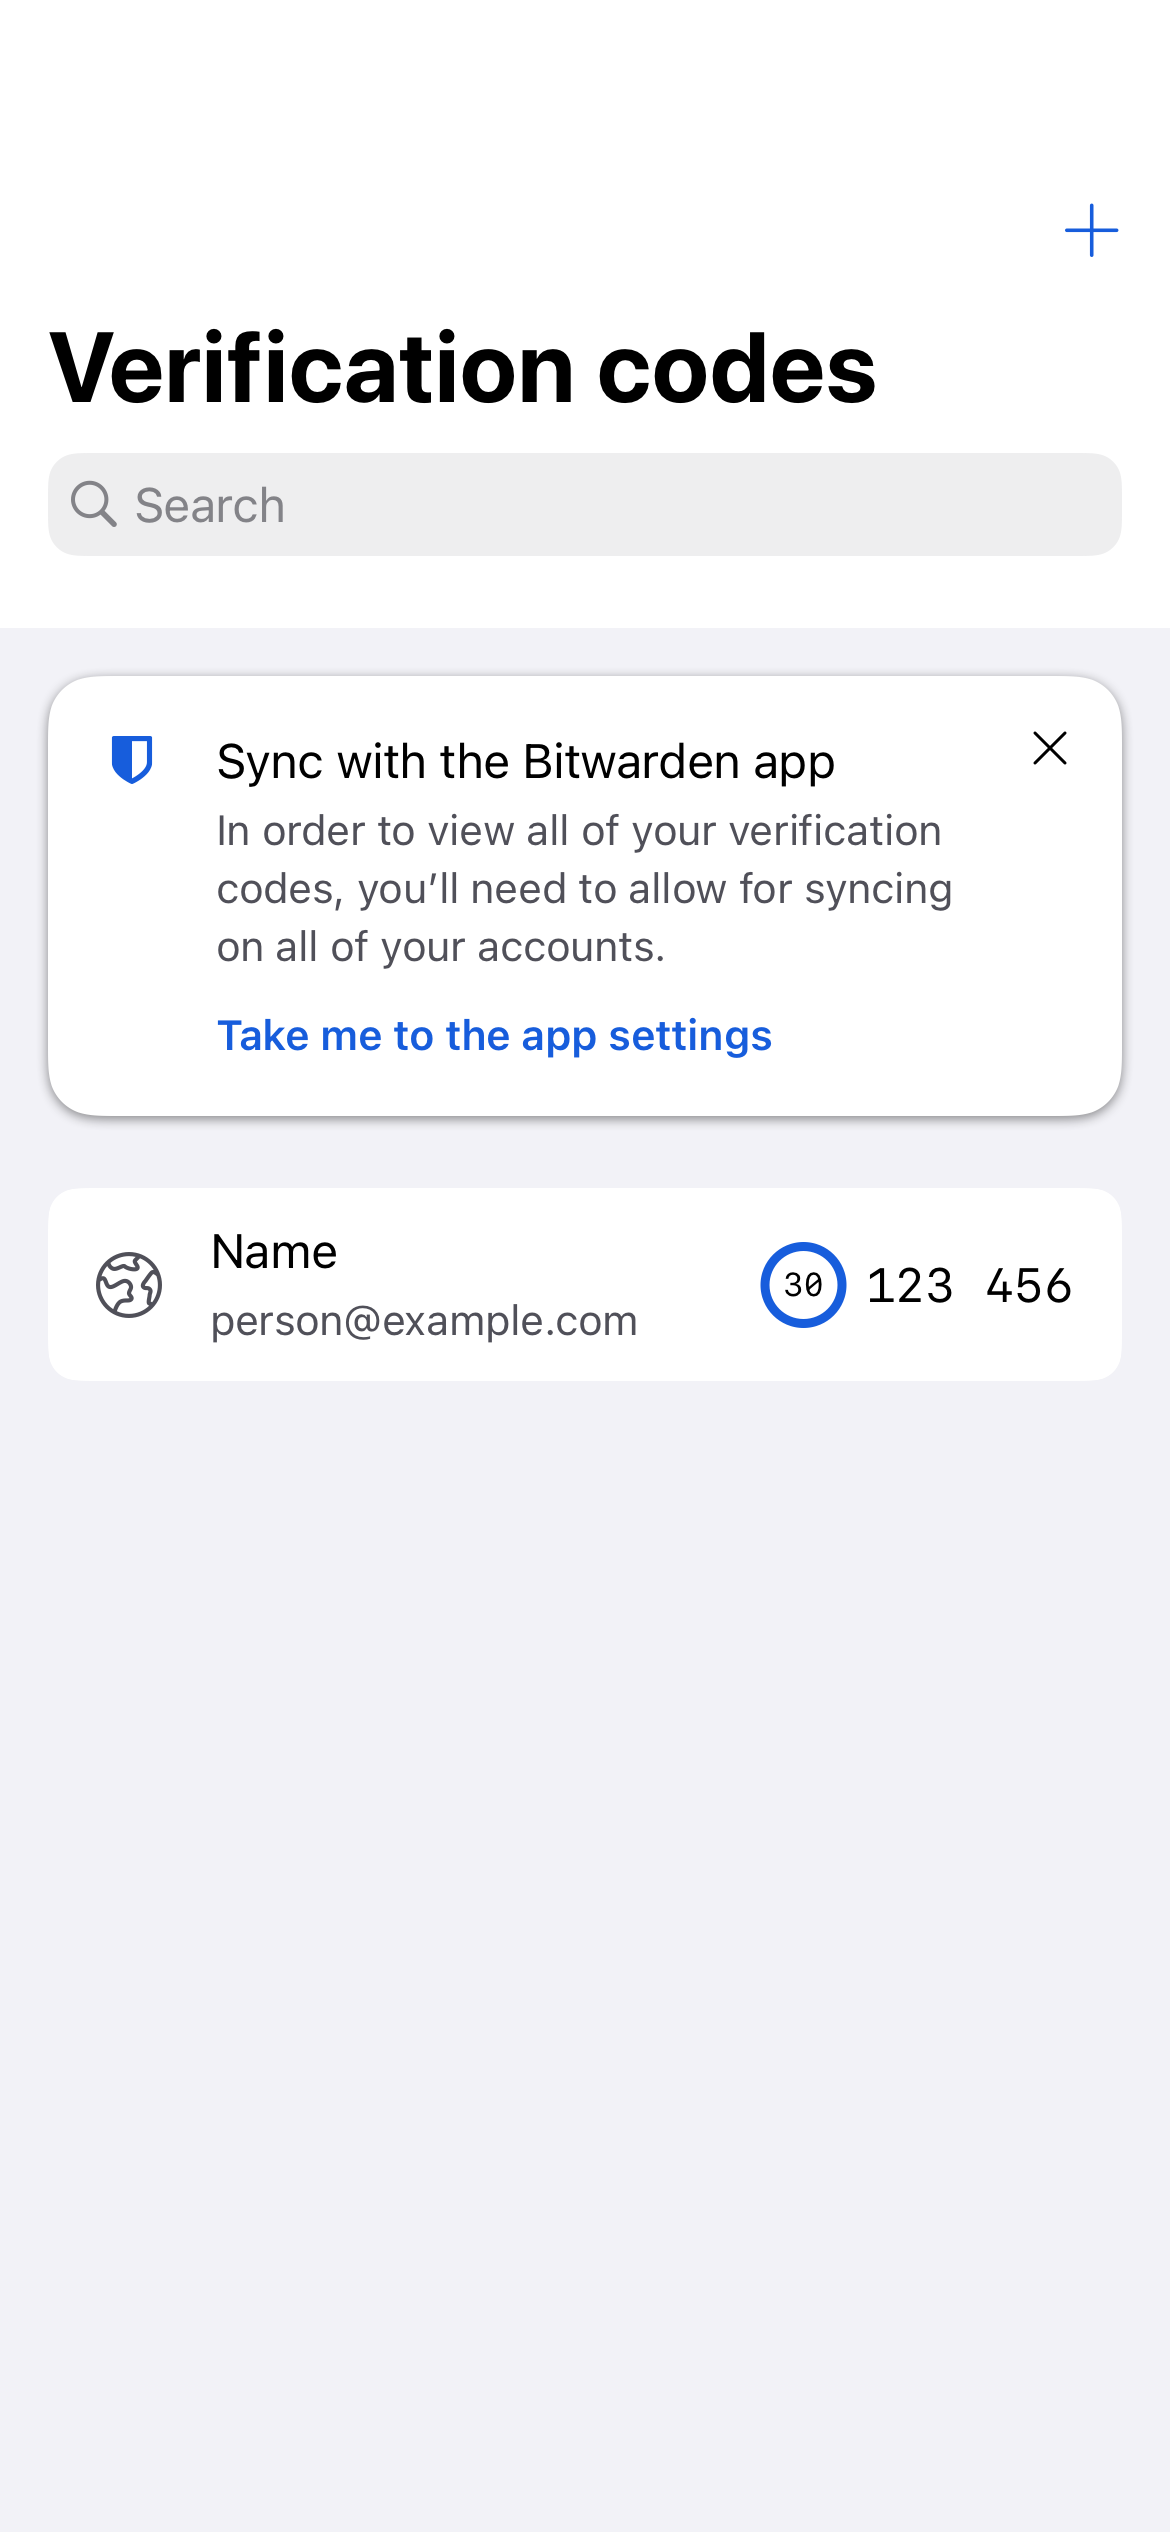 Verification codes
Search
Sync with the Bitwarden app
In order to view all of your verification
codes, you’ll need to allow for syncing
on all of your accounts.
Take me to the app settings
Name
person@example.com
30
123 456